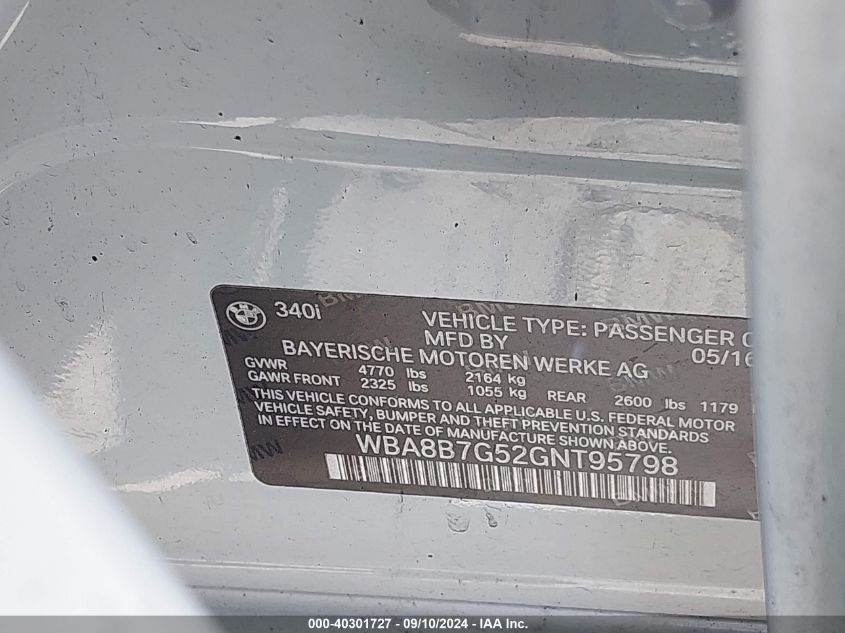 340i
VEHICLE TYPE: PASSENGER C
MFD BY 05/16
BAYERISCHE MOTOREN WERKE AG
GVWR 4770 lbs 2164 kg
GAWR FRONT 2325 lbs 1055 kg REAR 2600 lbs 1179
THIS VEHICLE CONFORMS TO ALL APPLICABLE U.S. FEDERAL MOTOR
VEHICLE SAFETY, BUMPER AND THEFT PREVENTION STANDARDS
IN EFFECT ON THE DATE OF MANUFACTURE SHOWN ABOVE.
WBA8B7G52GNT95798
000-40301727 - 09/10/2024 - IAA Inc.